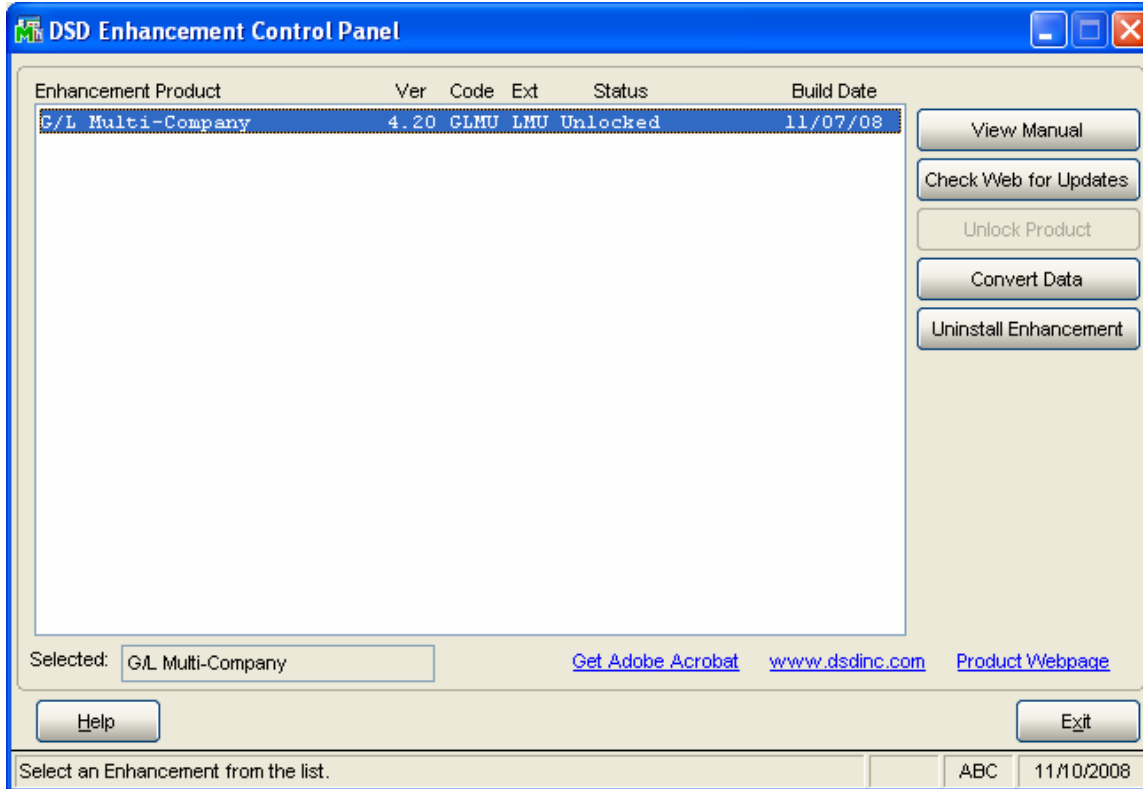 DSD Enhancement Control Panel
Enhancement Product Ver Code Ext Status Build Date
G/L Multi-Company 4.20 GLMU LMU Unlocked 11/07/08
View Manual
Check Web for Updates
Unlock Product
Convert Data
Uninstall Enhancement
Selected: G/L Multi-Company Get Adobe Acrobat www.dsdinc.com Product Webpage
Help Exit
Select an Enhancement from the list. ABC 11/10/2008